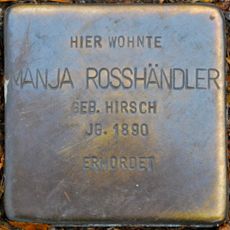 HIER WOHNTE
MANJA ROSSHÄNDLER
GEB. HIRSCH
JG. 1890
ERMORDET